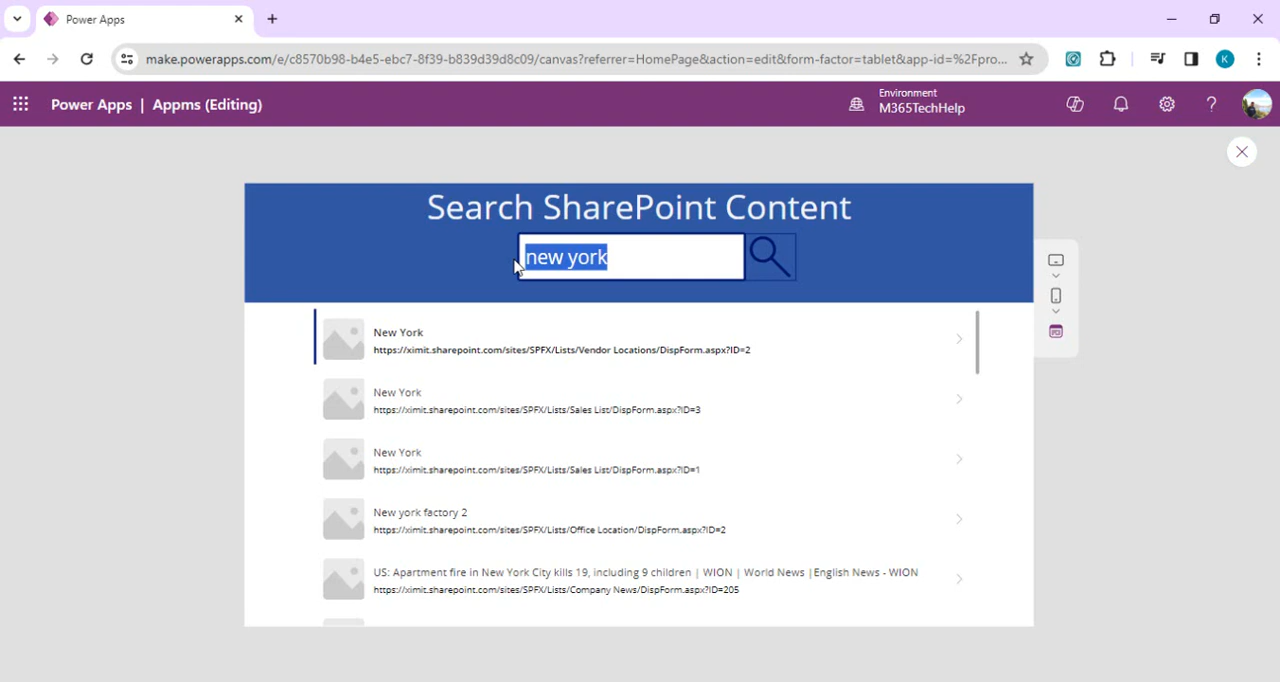 Power Apps
make.powerapps.com/e/c8570b98-b4e5-ebc7-8f39-b839d39d8c09/canvas?referrer=HomePage&action=edit&form-factor=tablet&app-id=%2Fpro...
K
Power Apps | Appms (Editing)
Environment
M365TechHelp
Search SharePoint Content
new york
New York
https://ximit.sharepoint.com/sites/SPFX/Lists/Vendor Locations/DispForm.aspx?ID=2
New York
https://ximit.sharepoint.com/sites/SPFX/Lists/Sales List/DispForm.aspx?ID=3
New York
https://ximit.sharepoint.com/sites/SPFX/Lists/Sales List/DispForm.aspx?ID=1
New york factory 2
https://ximit.sharepoint.com/sites/SPFX/Lists/Office Location/DispForm.aspx?ID=2
US: Apartment fire in New York City kills 19, including 9 children | WION | World News |English News - WION
https://ximit.sharepoint.com/sites/SPFX/Lists/Company News/DispForm.aspx?ID=205